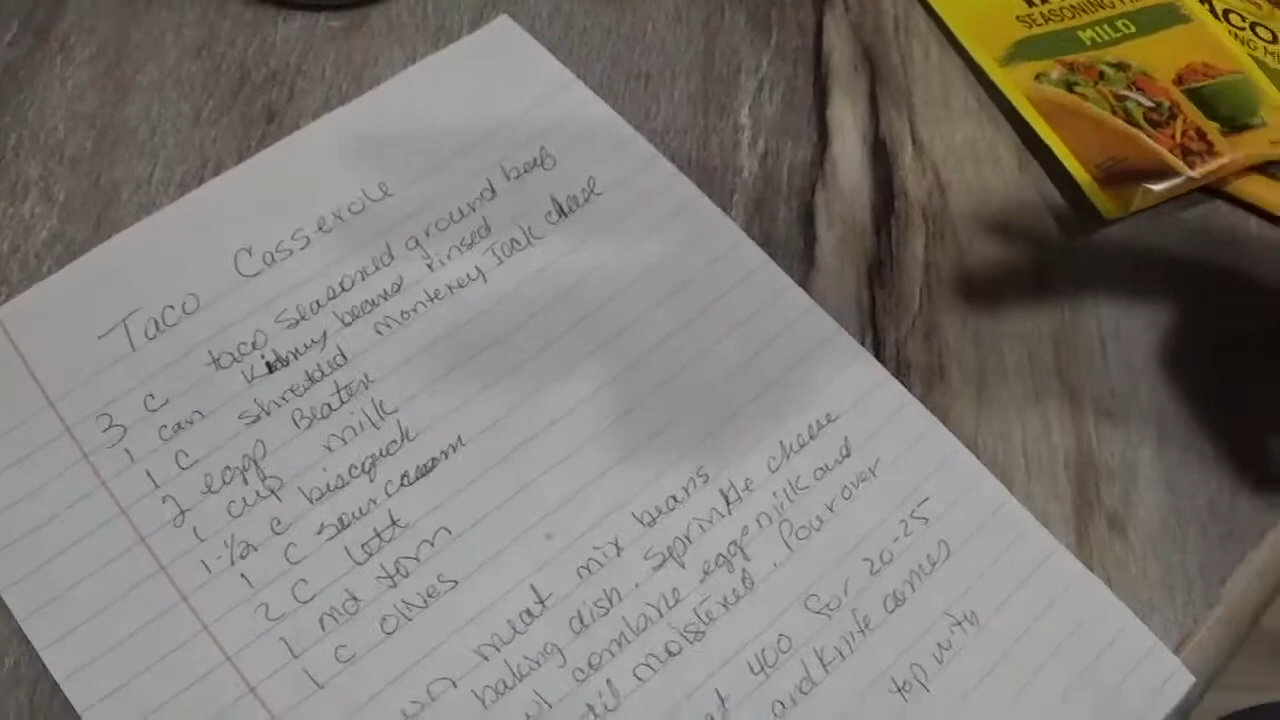 Taco Casserole
3 c taco seasoned ground beef
1 can Kidney beans rinsed
1 c shredded monterey Jack cheese
2 eggs Beaten
1 cup milk
1-1/2 c bisquick
1 c sour cream
2 c lett
1 md tom
1 c olives
meat mix beans
baking dish. Sprinkle cheese
combine eggs milk and
moistened. Pour over
at 400 for 20-25
and knife comes
top with
SEASONING
MILD